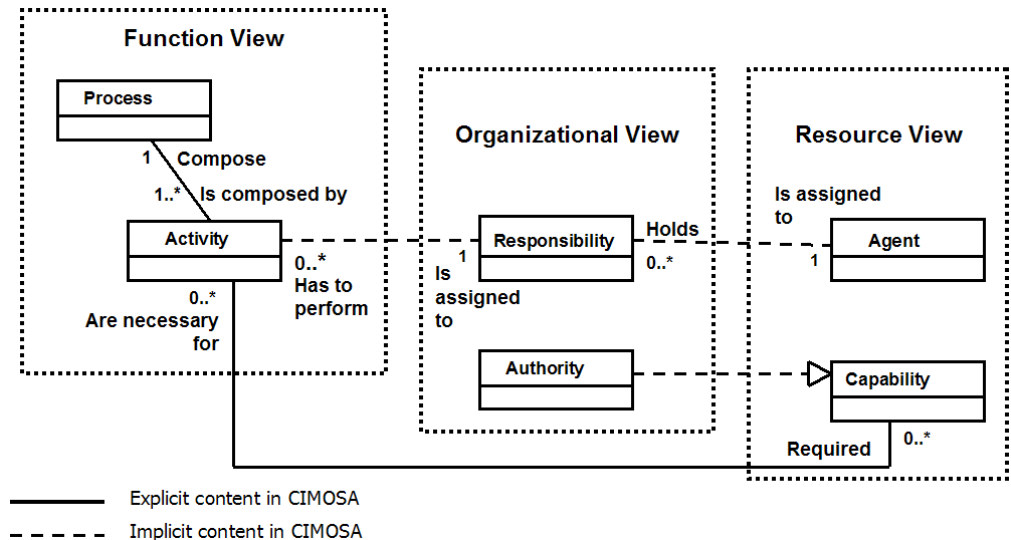 Function View
Process
1
Compose
1..*
Is composed by
Activity
0..*
Has to
perform
0..*
Are necessary
for
Organizational View
Responsibility
1
Is
assigned
to
Holds
0..*
Authority
Resource View
Is assigned
to
1
Agent
Capability
Required
0..*
Explicit content in CIMOSA
Implicit content in CIMOSA